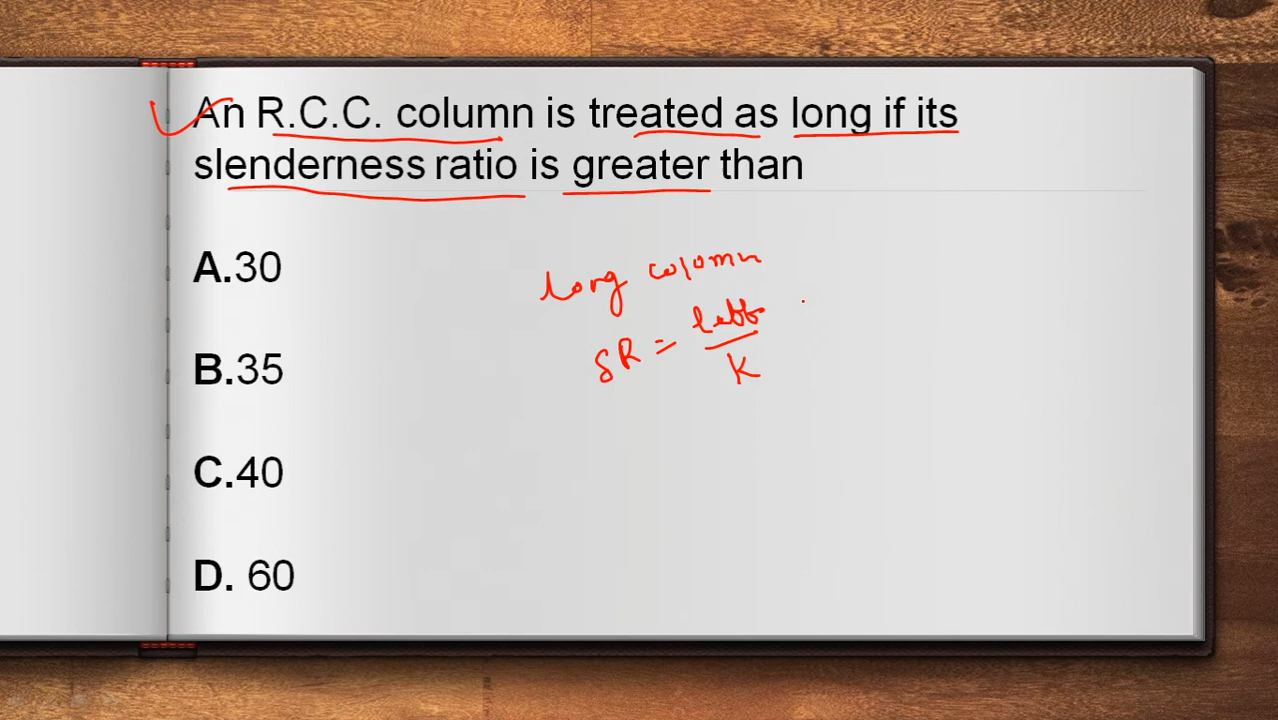 An R.C.C. column is treated as long if its
slenderness ratio is greater than
A.30
B.35
C.40
D. 60
long column
SR = leff
K